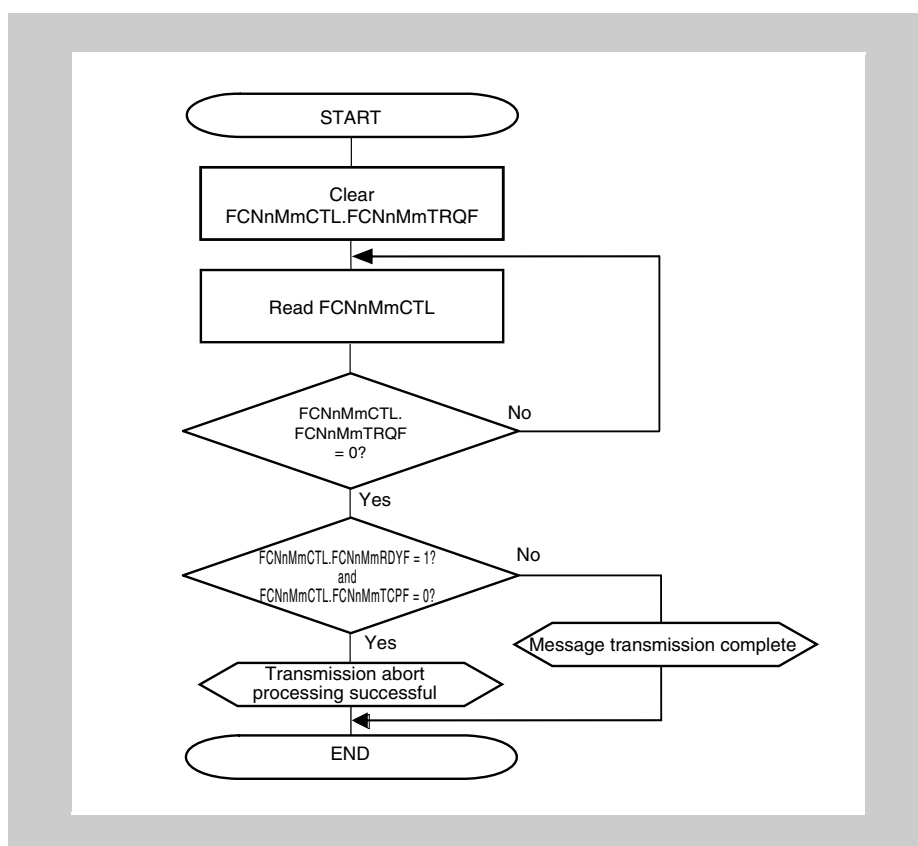 START
Clear
FCNnMmCTL.FCNnMmTRQF
Read FCNnMmCTL
FCNnMmCTL.
FCNnMmTRQF
= 0?
No
Yes
FCNnMmCTL.FCNnMmRDYF = 1?
and
FCNnMmCTL.FCNnMmTCPF = 0?
No
Yes
Message transmission complete
Transmission abort
processing successful
END